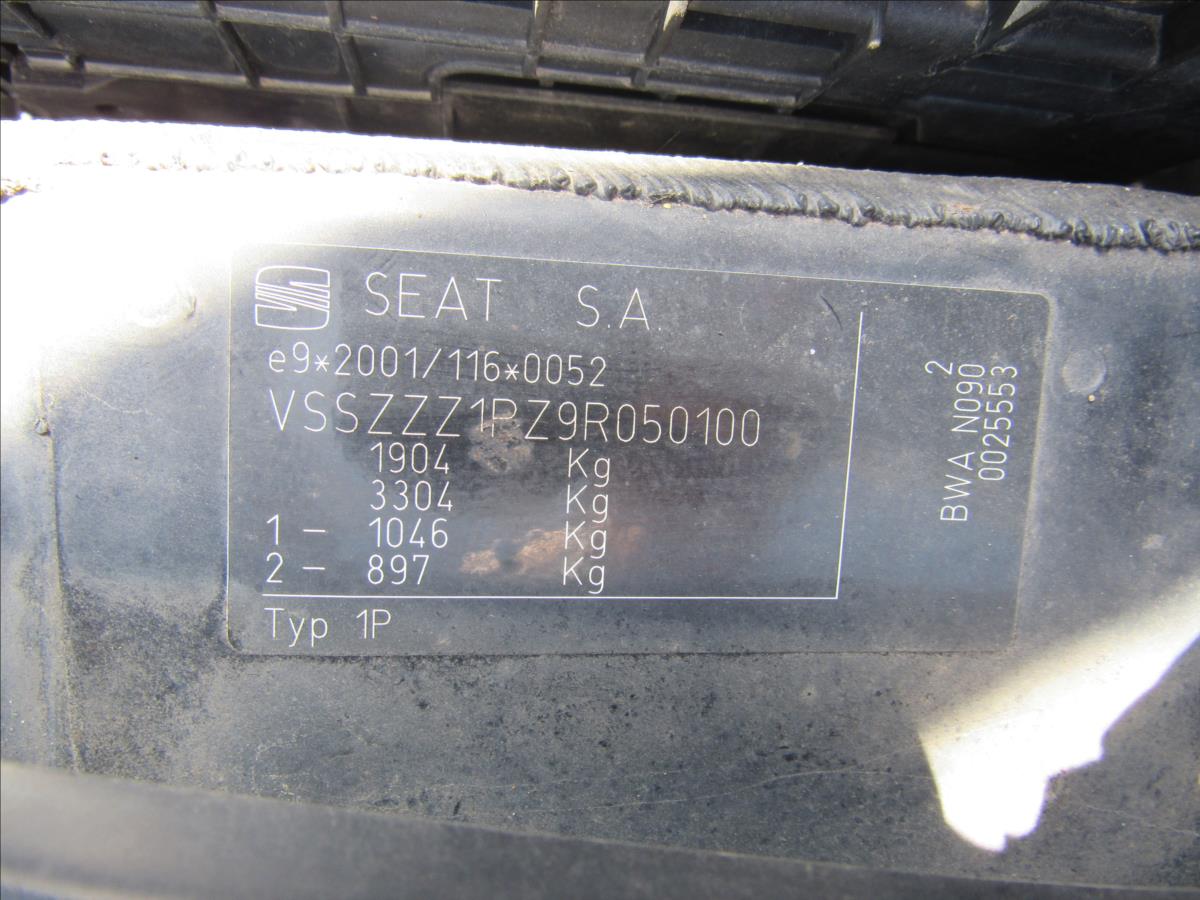 SEAT S.A.
e9*2001/116*0052
VSSZZZ1PZ9R050100
1904 Kg
3304 Kg
1 - 1046 Kg
2 - 897 Kg
Typ 1P
2
BWA N090
0025553